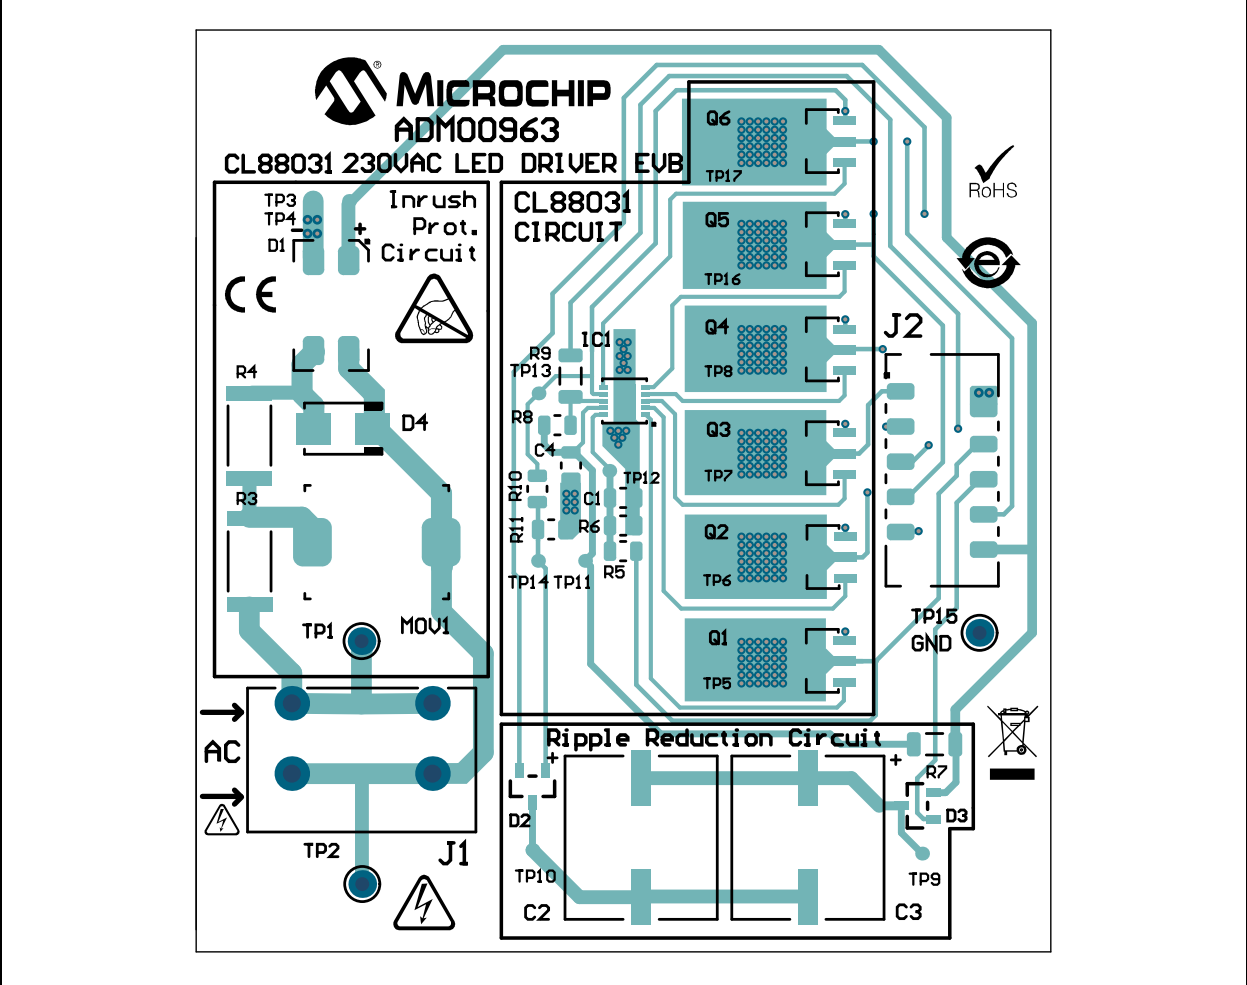 MICROCHIP
®
ADM00963
CL88031 230VAC LED DRIVER EVB
TP3
TP4
D1
Inrush
Prot.
Circuit
CE
R4
D4
R3
MOV1
TP1
AC
TP2
J1
CL88031
CIRCUIT
Q6
TP17
Q5
TP16
Q4
TP8
Q3
TP7
Q2
TP6
Q1
TP5
IC1
R9
TP13
R8
C4
R10
R11
C1
TP12
R6
R5
TP14
TP11
RoHS
e
J2
TP15
GND
Ripple Reduction Circuit
+
+
R7
D3
D2
TP10
TP9
C2
C3